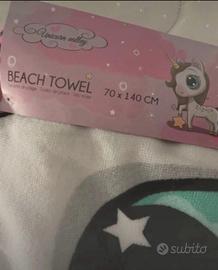 Unicorn valley
BEACH TOWEL
70 x 140 CM
subito